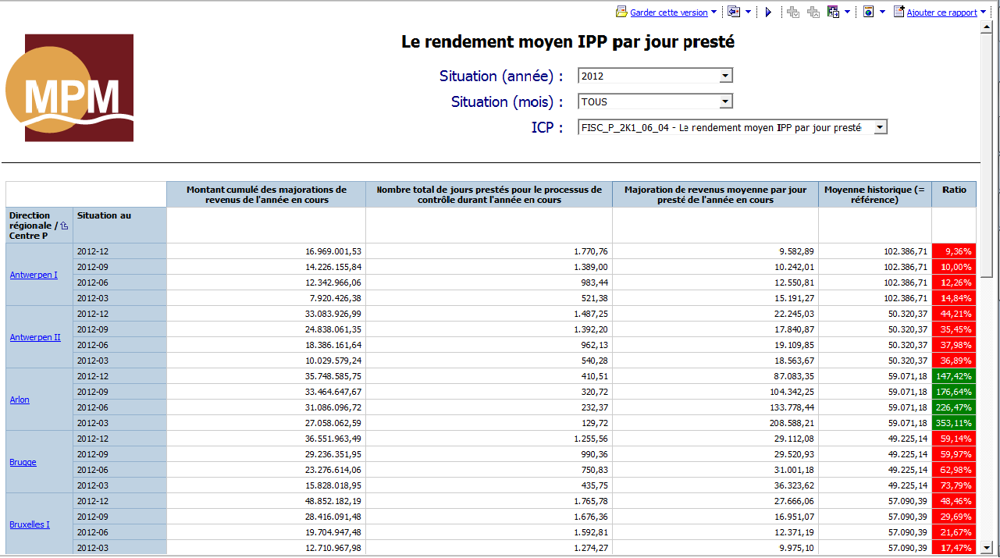 Garder cette version Ajouter ce rapport
MPM
Le rendement moyen IPP par jour presté
Situation (année) : 2012
Situation (mois) : TOUS
ICP : FISC_P_2K1_06_04 - Le rendement moyen IPP par jour presté
Montant cumulé des majorations de revenus de l'année en cours Nombre total de jours prestés pour le processus de contrôle durant l'année en cours Majoration de revenus moyenne par jour presté de l'année en cours Moyenne historique (= référence) Ratio
Direction régionale / Centre P Situation au
Antwerpen I
2012-12 16.969.001,53 1.770,76 9.582,89 102.386,71 9,36%
2012-09 14.226.155,84 1.389,00 10.242,01 102.386,71 10,00%
2012-06 12.342.966,06 983,44 12.550,81 102.386,71 12,26%
2012-03 7.920.426,38 521,38 15.191,27 102.386,71 14,84%
Antwerpen II
2012-12 33.083.926,99 1.487,25 22.245,03 50.320,37 44,21%
2012-09 24.838.061,35 1.392,20 17.840,87 50.320,37 35,45%
2012-06 18.386.161,64 962,13 19.109,85 50.320,37 37,98%
2012-03 10.029.579,24 540,28 18.563,67 50.320,37 36,89%
Arlon
2012-12 35.748.585,75 410,51 87.083,35 59.071,18 147,42%
2012-09 33.464.647,67 320,72 104.342,25 59.071,18 176,64%
2012-06 31.086.096,72 232,37 133.778,44 59.071,18 226,47%
2012-03 27.058.062,59 129,72 208.588,21 59.071,18 353,11%
Brugge
2012-12 36.551.963,49 1.255,56 29.112,08 49.225,14 59,14%
2012-09 29.236.351,95 990,36 29.520,93 49.225,14 59,97%
2012-06 23.276.614,06 750,83 31.001,18 49.225,14 62,98%
2012-03 15.828.018,95 435,75 36.323,62 49.225,14 73,79%
Bruxelles I
2012-12 48.852.182,19 1.765,78 27.666,06 57.090,39 48,46%
2012-09 28.416.091,48 1.676,36 16.951,07 57.090,39 29,69%
2012-06 19.704.947,48 1.592,81 12.371,19 57.090,39 21,67%
2012-03 12.710.967,98 1.274,27 9.975,10 57.090,39 17,47%